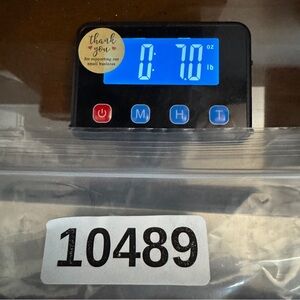 thank
you
for supporting our
small business
0: 7.0 oz
lb
M H T
10489